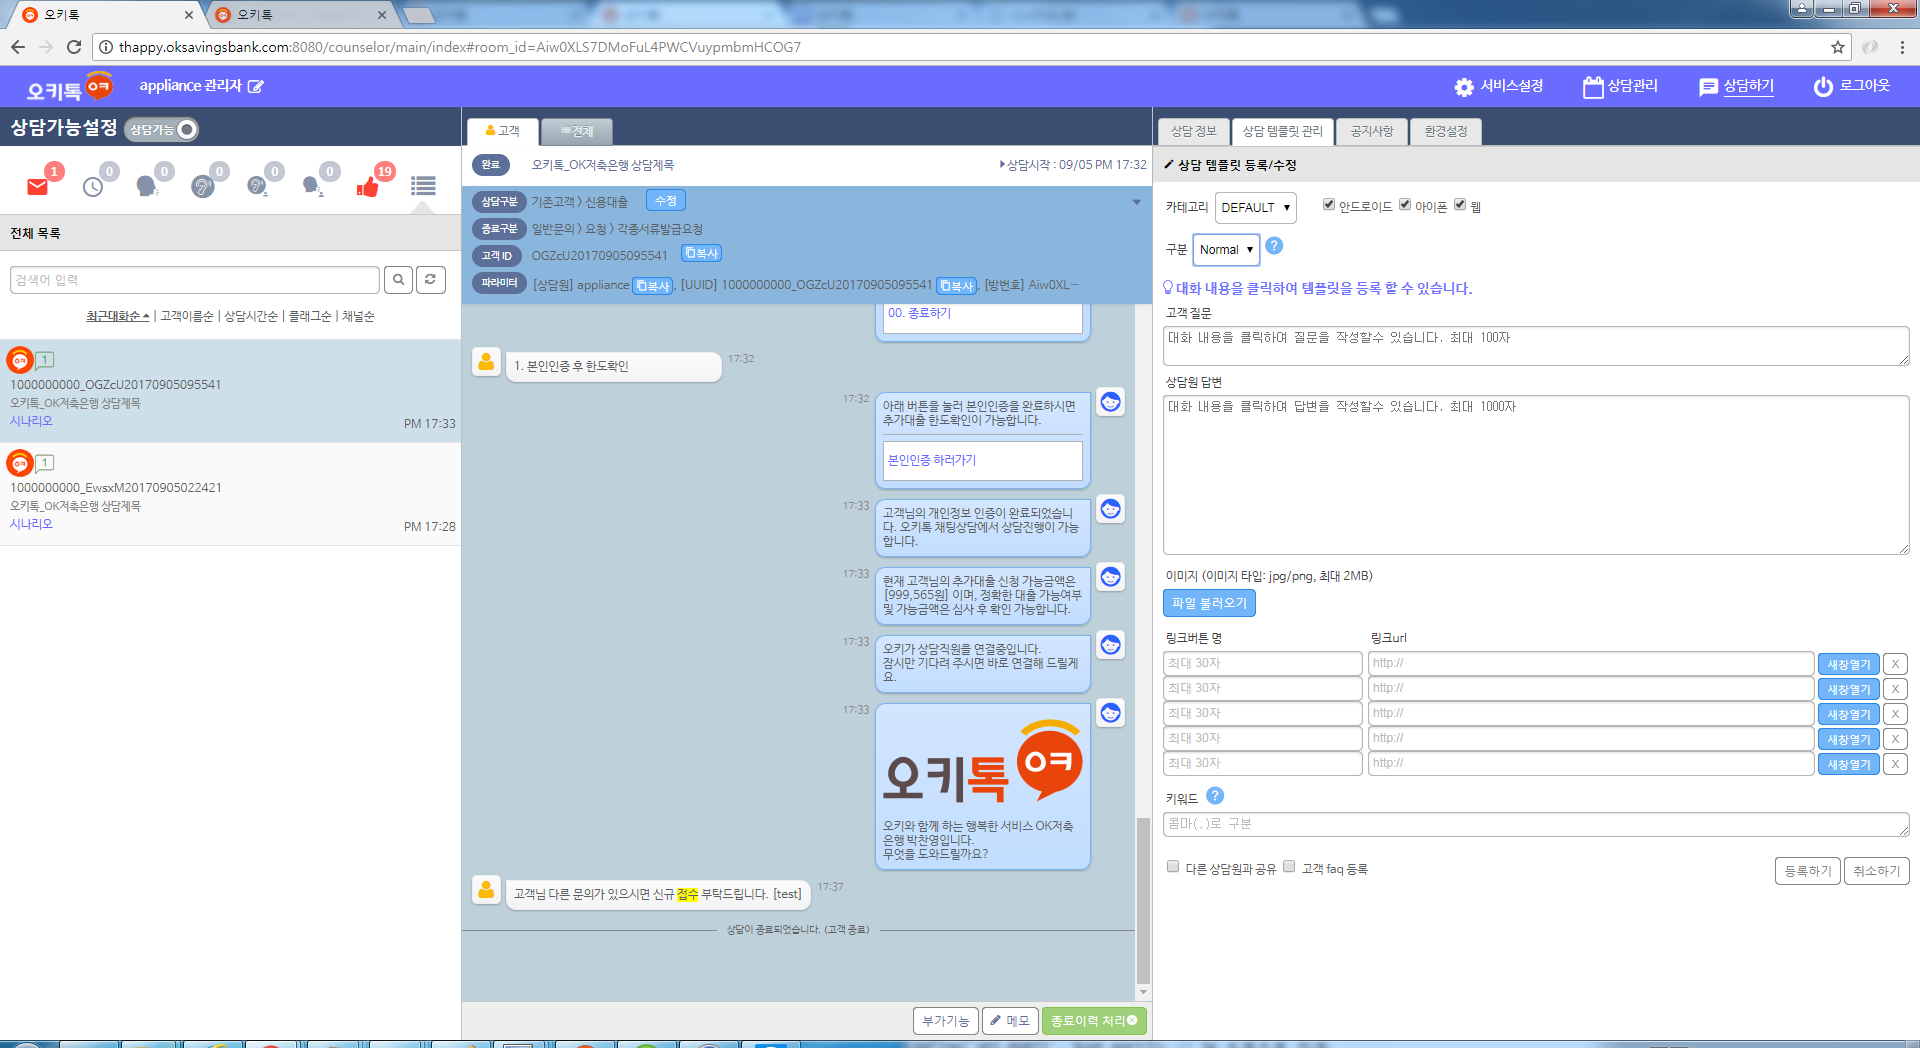 오키톡
오키톡
thappy.oksavingsbank.com:8080/counselor/main/index#room_id=Aiw0XLS7DMoFuL4PWCVuypmbmHCOG7
오키톡 오ㅋ
appliance 관리자
서비스설정
상담관리
상담하기
로그아웃
상담가능설정 상담가능
1 0 0 0 0 0 19
전체 목록
검색어 입력
최근대화순 | 고객이름순 | 상담시간순 | 플래그순 | 채널순
1
1000000000_OGZcU20170905095541
오키톡_OK저축은행 상담제목
시나리오
PM 17:33
1
1000000000_EwsxM20170905022421
오키톡_OK저축은행 상담제목
시나리오
PM 17:28
고객 전체
완료 오키톡_OK저축은행 상담제목 상담시작 : 09/05 PM 17:32
상담구분 기존고객 > 신용대출 수정
종료구분 일반문의 > 요청 > 각종서류발급요청
고객 ID OGZcU20170905095541 복사
파라미터 [상담원] appliance 복사, [UUID] 1000000000_OGZcU20170905095541 복사, [방번호] Aiw0XL…
00. 종료하기
1. 본인인증 후 한도확인 17:32
17:32
아래 버튼을 눌러 본인인증을 완료하시면
추가대출 한도확인이 가능합니다.
본인인증 하러가기
17:33
고객님의 개인정보 인증이 완료되었습니
다. 오키톡 채팅상담에서 상담진행이 가능
합니다.
17:33
현재 고객님의 추가대출 신청 가능금액은
[999,565원] 이며, 정확한 대출 가능여부
및 가능금액은 심사 후 확인 가능합니다.
17:33
오키가 상담직원을 연결중입니다.
잠시만 기다려 주시면 바로 연결해 드릴게
요.
17:33
오키톡 오ㅋ
오키와 함께 하는 행복한 서비스 OK저축
은행 박찬영입니다.
무엇을 도와드릴까요?
고객님 다른 문의가 있으시면 신규 접수 부탁드립니다. [test] 17:37
상담이 종료되었습니다. (고객 종료)
부가기능 메모 종료이력 처리
상담 정보 상담 템플릿 관리 공지사항 환경설정
상담 템플릿 등록/수정
카테고리 DEFAULT 안드로이드 아이폰 웹
구분 Normal ?
대화 내용을 클릭하여 템플릿을 등록 할 수 있습니다.
고객 질문
대화 내용을 클릭하여 질문을 작성할수 있습니다. 최대 100자
상담원 답변
대화 내용을 클릭하여 답변을 작성할수 있습니다. 최대 1000자
이미지 (이미지 타입: jpg/png, 최대 2MB)
파일 불러오기
링크버튼 명 링크url
최대 30자 http:// 새창열기 X
최대 30자 http:// 새창열기 X
최대 30자 http:// 새창열기 X
최대 30자 http:// 새창열기 X
최대 30자 http:// 새창열기 X
키워드 ?
콤마(,)로 구분
다른 상담원과 공유 고객 faq 등록
등록하기 취소하기